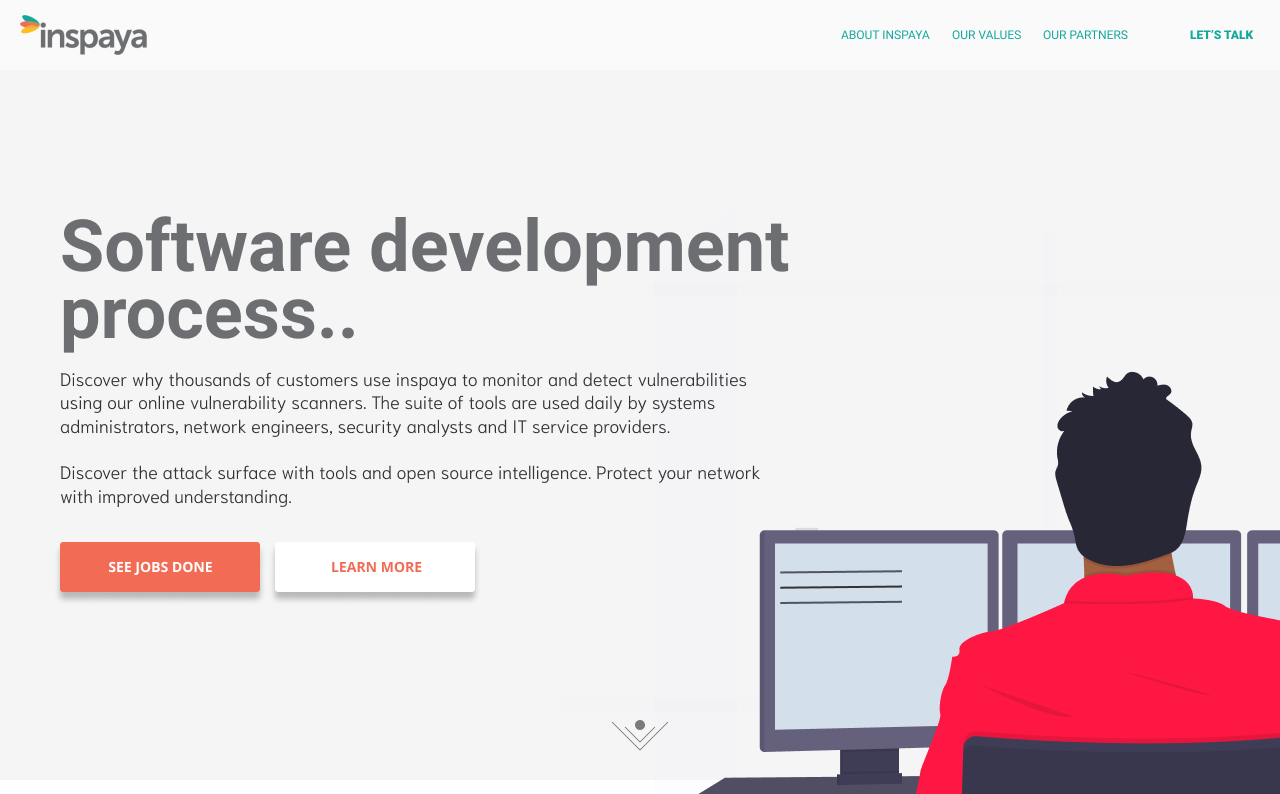 inspaya
ABOUT INSPAYA
OUR VALUES
OUR PARTNERS
LET'S TALK
Software development
process..
Discover why thousands of customers use inspaya to monitor and detect vulnerabilities
using our online vulnerability scanners. The suite of tools are used daily by systems
administrators, network engineers, security analysts and IT service providers.
Discover the attack surface with tools and open source intelligence. Protect your network
with improved understanding.
SEE JOBS DONE
LEARN MORE